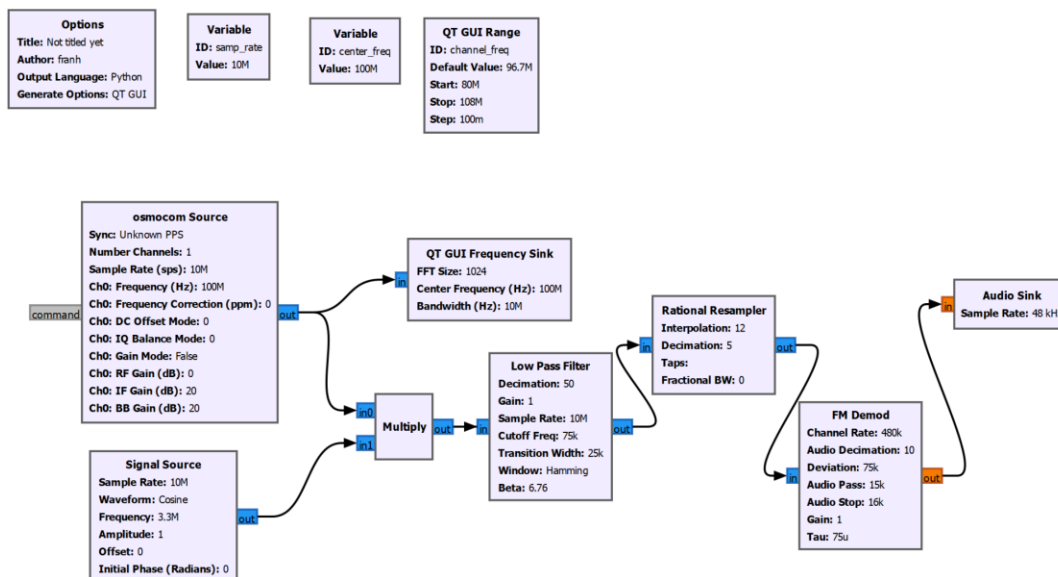 Options
Title: Not titled yet
Author: franh
Output Language: Python
Generate Options: QT GUI
Variable
ID: samp_rate
Value: 10M
Variable
ID: center_freq
Value: 100M
QT GUI Range
ID: channel_freq
Default Value: 96.7M
Start: 80M
Stop: 108M
Step: 100m
osmocom Source
Sync: Unknown PPS
Number Channels: 1
Sample Rate (sps): 10M
Ch0: Frequency (Hz): 100M
Ch0: Frequency Correction (ppm): 0
Ch0: DC Offset Mode: 0
Ch0: IQ Balance Mode: 0
Ch0: Gain Mode: False
Ch0: RF Gain (dB): 0
Ch0: IF Gain (dB): 20
Ch0: BB Gain (dB): 20
command
out
QT GUI Frequency Sink
FFT Size: 1024
Center Frequency (Hz): 100M
Bandwidth (Hz): 10M
in
Signal Source
Sample Rate: 10M
Waveform: Cosine
Frequency: 3.3M
Amplitude: 1
Offset: 0
Initial Phase (Radians): 0
out
Multiply
in0
in1
out
Low Pass Filter
Decimation: 50
Gain: 1
Sample Rate: 10M
Cutoff Freq: 75k
Transition Width: 25k
Window: Hamming
Beta: 6.76
in
out
Rational Resampler
Interpolation: 12
Decimation: 5
Taps:
Fractional BW: 0
in
out
FM Demod
Channel Rate: 480k
Audio Decimation: 10
Deviation: 75k
Audio Pass: 15k
Audio Stop: 16k
Gain: 1
Tau: 75u
in
out
Audio Sink
Sample Rate: 48 kH
in